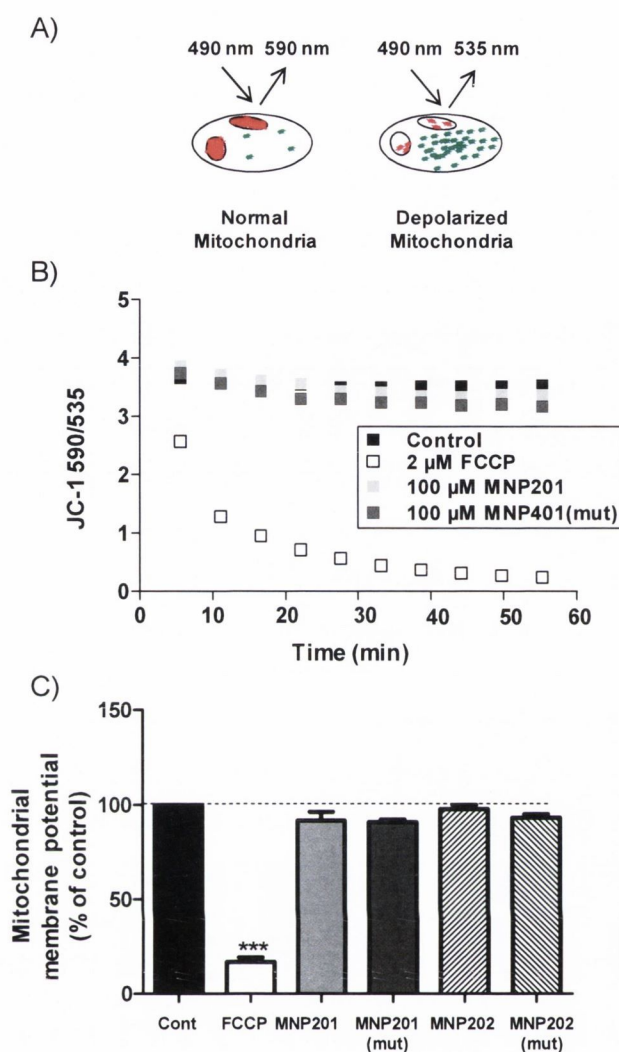 A)
490 nm 590 nm 490 nm 535 nm
Normal
Mitochondria
Depolarized
Mitochondria
B)
5
4
3
2
1
0
JC-1 590/535
Control
2 µM FCCP
100 µM MNP201
100 µM MNP401(mut)
0 10 20 30 40 50 60
Time (min)
C)
150
100
50
0
Mitochondrial
membrane potential
(% of control)
***
Cont FCCP MNP201 MNP201 MNP202 MNP202
(mut) (mut)